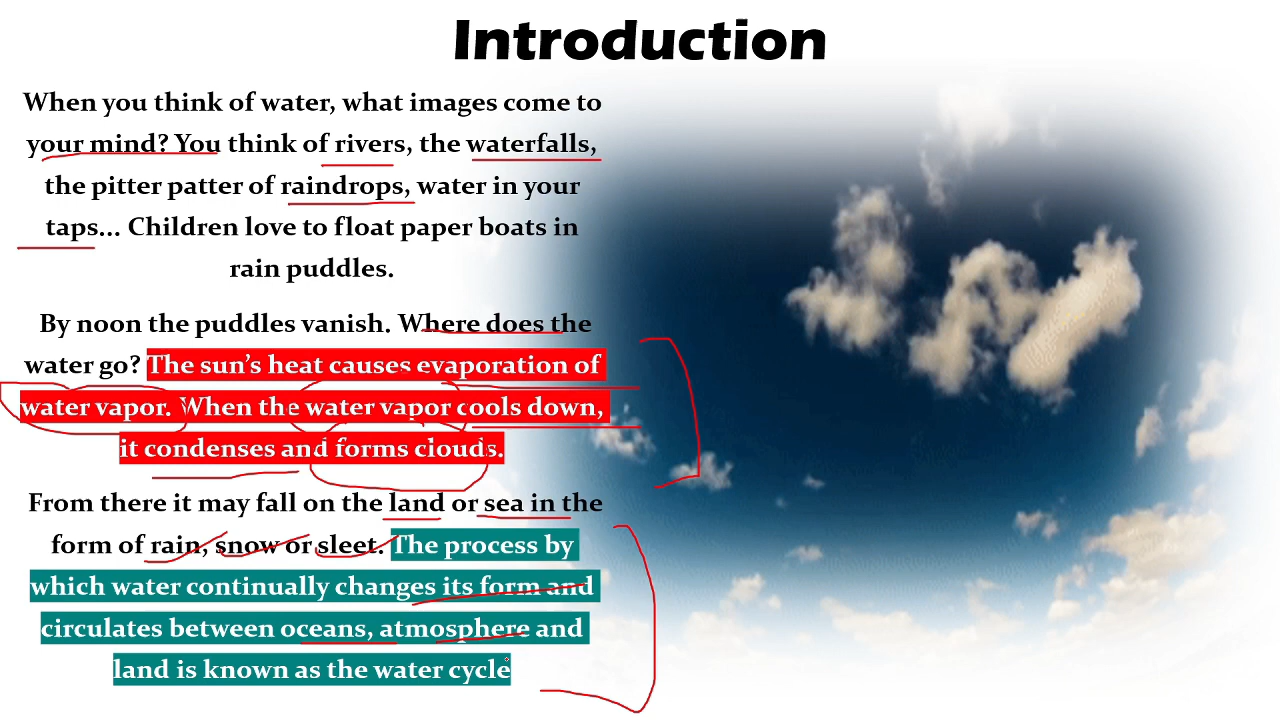 Introduction
When you think of water, what images come to
your mind? You think of rivers, the waterfalls,
the pitter patter of raindrops, water in your
taps... Children love to float paper boats in
rain puddles.
By noon the puddles vanish. Where does the
water go? The sun's heat causes evaporation of
water vapor. When the water vapor cools down,
it condenses and forms clouds.
From there it may fall on the land or sea in the
form of rain, snow or sleet. The process by
which water continually changes its form and
circulates between oceans, atmosphere and
land is known as the water cycle